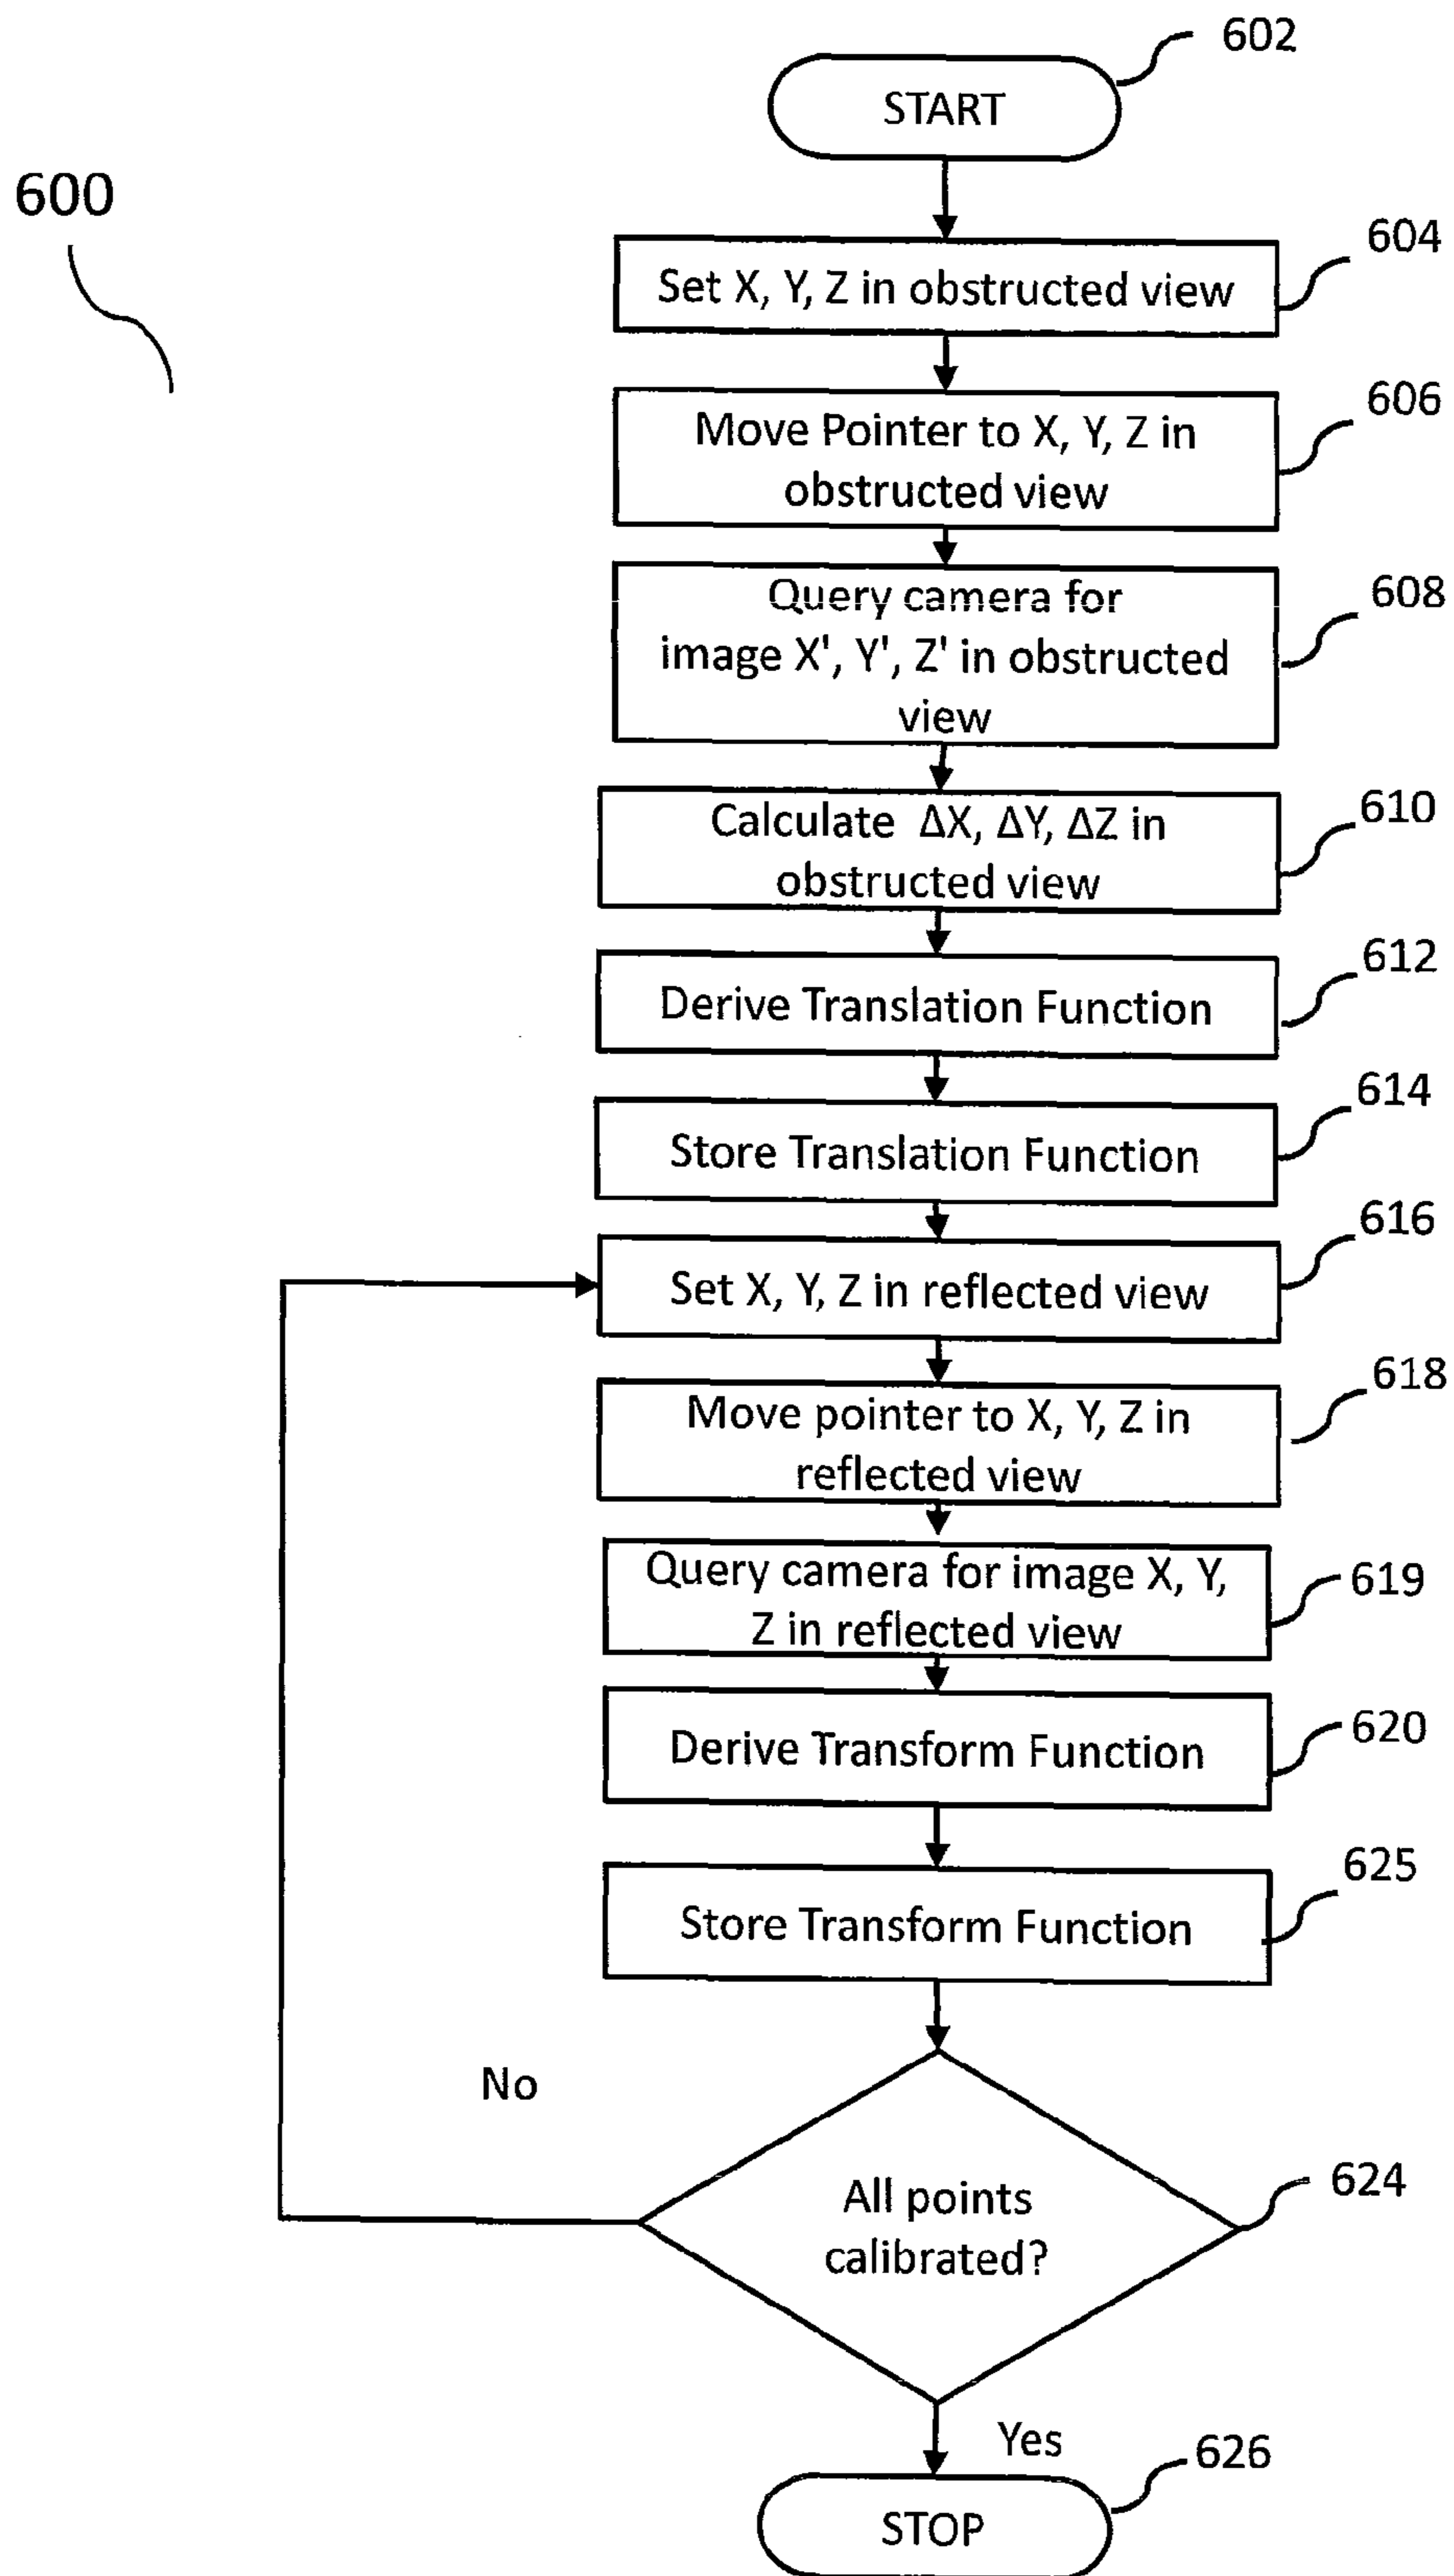 602
START
600
604
Set X, Y, Z in obstructed view
606
Move Pointer to X, Y, Z in
obstructed view
608
Query camera for
image X', Y', Z' in obstructed
view
610
Calculate ΔX, ΔY, ΔZ in
obstructed view
612
Derive Translation Function
614
Store Translation Function
616
Set X, Y, Z in reflected view
618
Move pointer to X, Y, Z in
reflected view
619
Query camera for image X, Y,
Z in reflected view
620
Derive Transform Function
625
Store Transform Function
No
624
All points
calibrated?
Yes
626
STOP